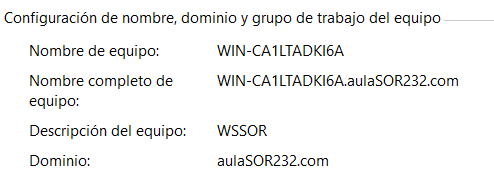 Configuración de nombre, dominio y grupo de trabajo del equipo
Nombre de equipo: WIN-CA1LTADKI6A
Nombre completo de equipo: WIN-CA1LTADKI6A.aulaSOR232.com
Descripción del equipo: WSSOR
Dominio: aulaSOR232.com